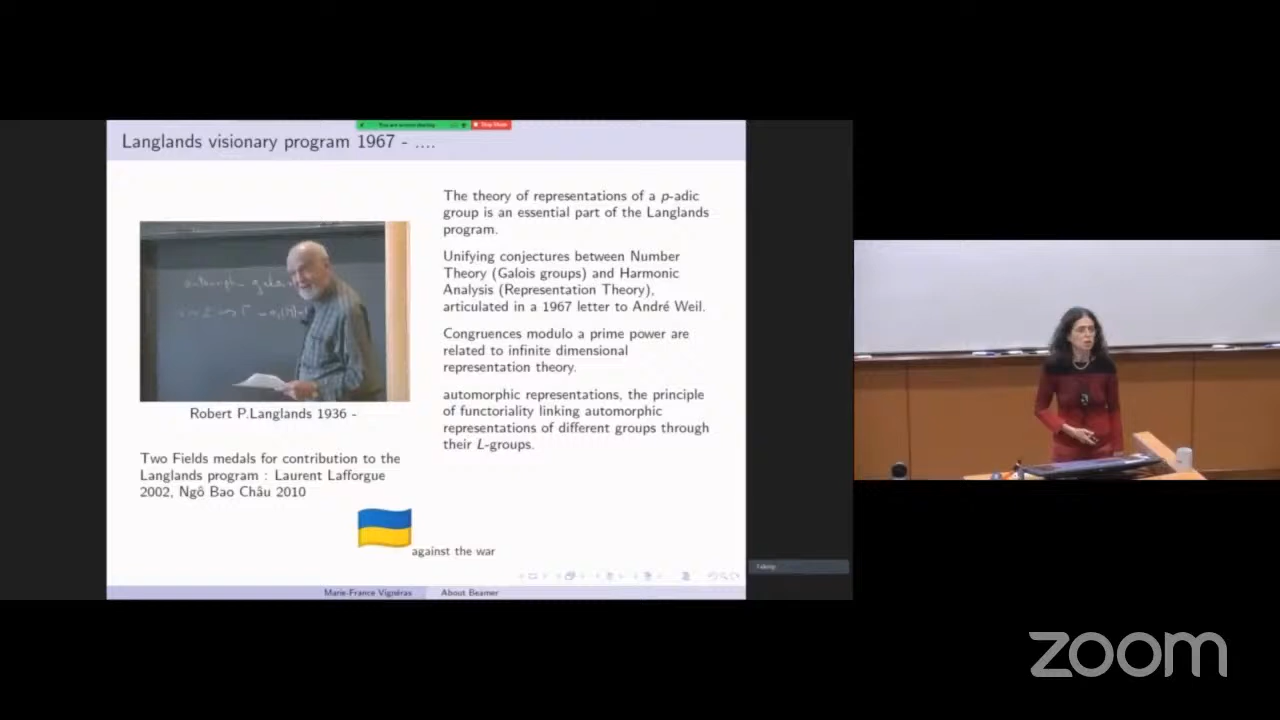 Langlands visionary program 1967 - ....
Stop Share
The theory of representations of a p-adic
group is an essential part of the Langlands
program.
Unifying conjectures between Number
Theory (Galois groups) and Harmonic
Analysis (Representation Theory),
articulated in a 1967 letter to André Weil.
Congruences modulo a prime power are
related to infinite dimensional
representation theory.
automorphic representations, the principle
of functoriality linking automorphic
representations of different groups through
their L-groups.
Robert P.Langlands 1936 -
Two Fields medals for contribution to the
Langlands program : Laurent Lafforgue
2002, Ngô Bao Châu 2010
against the war
Marie-France Vignéras About Beamer
zoom